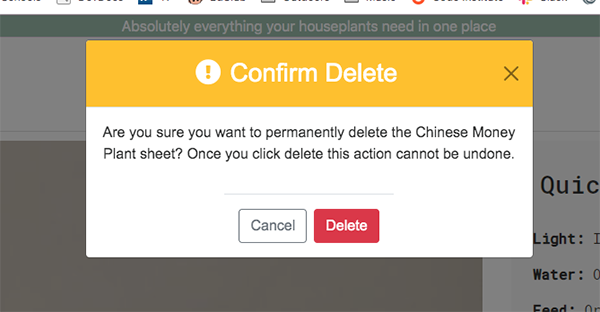 Absolutely everything your houseplants need in one place
Confirm Delete
Are you sure you want to permanently delete the Chinese Money
Plant sheet? Once you click delete this action cannot be undone.
Cancel Delete
Quic
Light: I
Water: O
Feed: Or